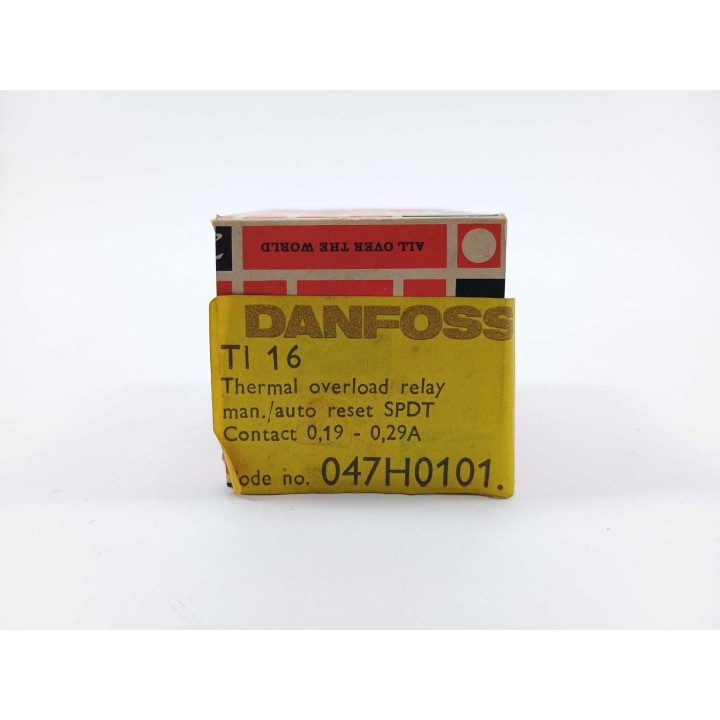 ALL OVER THE WORLD
DANFOSS
TI 16
Thermal overload relay
man./auto reset SPDT
Contact 0,19 - 0,29A
ode no. 047H0101.